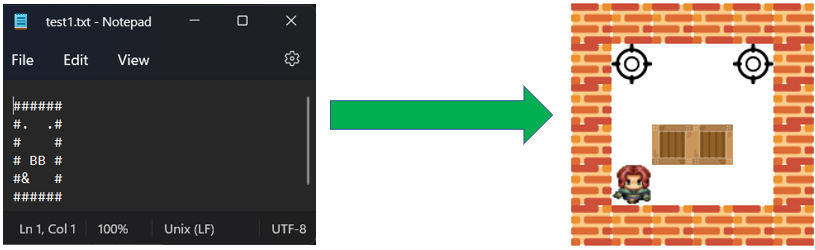 test1.txt - Notepad
File Edit View
######
#.  .#
#    #
# BB #
#&   #
######
Ln 1, Col 1 100% Unix (LF) UTF-8